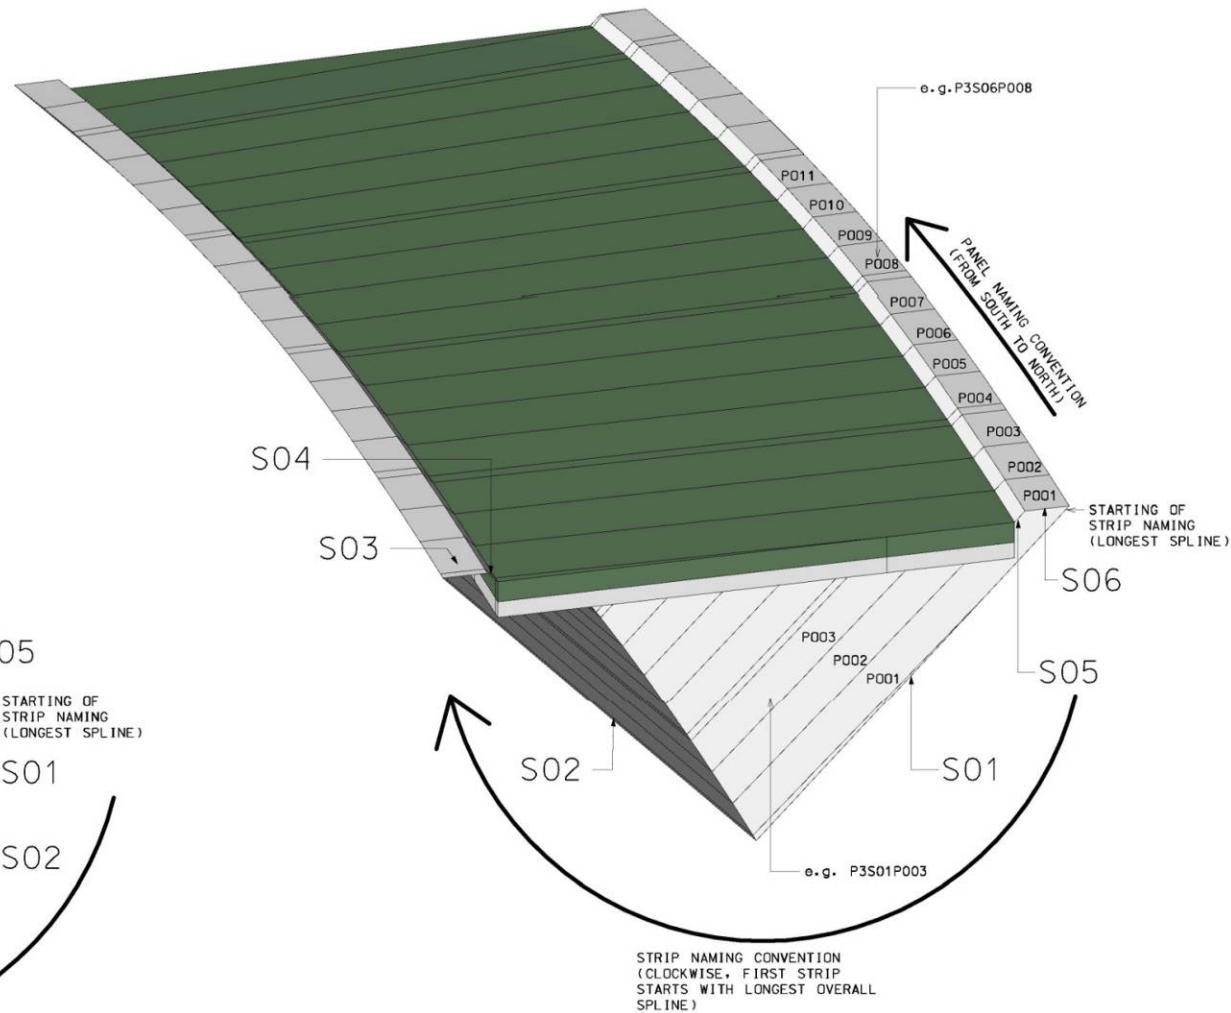 e.g.P3S06P008
P011
P010
P009
P008
P007
P006
P005
P004
P003
P002
P001
PANEL NAMING CONVENTION
(FROM SOUTH TO NORTH)
S04
S03
STARTING OF
STRIP NAMING
(LONGEST SPLINE)
S06
S05
P003
P002
P001
S02
S01
e.g. P3S01P003
STRIP NAMING CONVENTION
(CLOCKWISE, FIRST STRIP
STARTS WITH LONGEST OVERALL
SPLINE)
05
STARTING OF
STRIP NAMING
(LONGEST SPLINE)
S01
S02